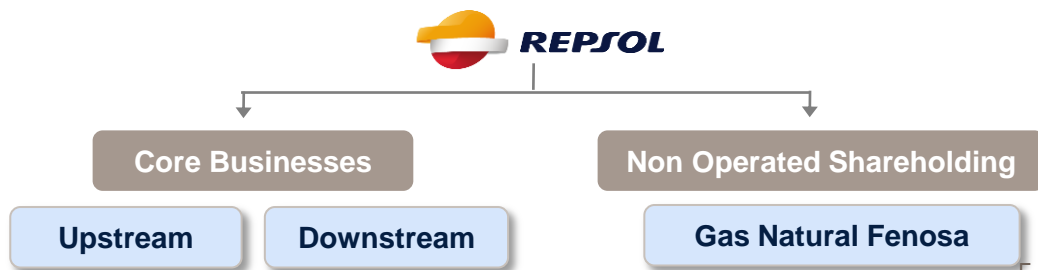 REPSOL
Core Businesses
Non Operated Shareholding
Upstream
Downstream
Gas Natural Fenosa